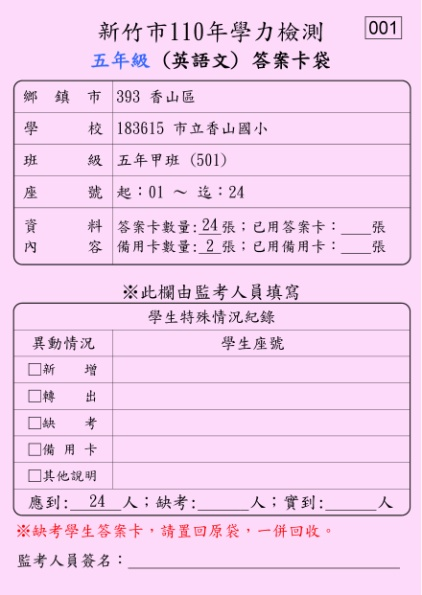 新竹市110年學力檢測
001
五年級（英語文）答案卡袋
鄉鎮市 393 香山區
學校 183615 市立香山國小
班級 五年甲班（501）
座號 起：01 ～ 迄：24
資料內容 答案卡數量:24張；已用答案卡：____張
備用卡數量:2張；已用備用卡：____張
※此欄由監考人員填寫
學生特殊情況紀錄
異動情況 學生座號
□新增
□轉出
□缺考
□備用卡
□其他說明
應到:24人；缺考:______人；實到:______人
※缺考學生答案卡，請置回原袋，一併回收。
監考人員簽名：____________________